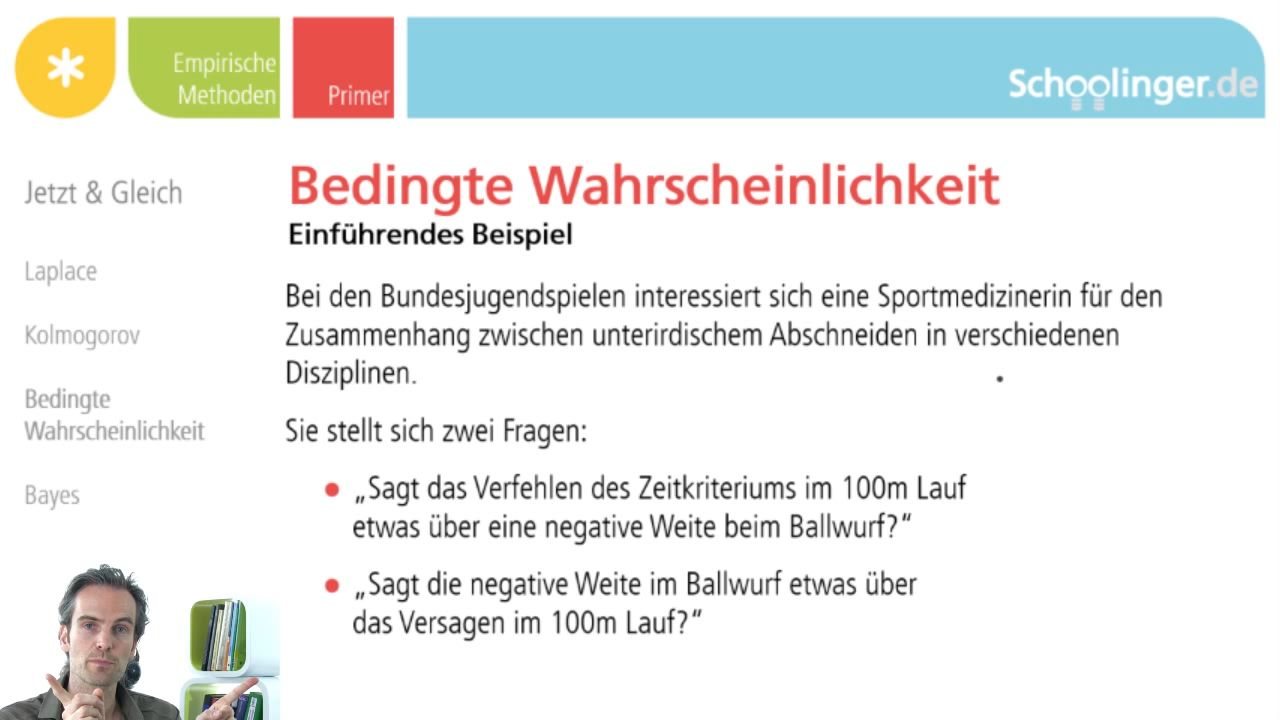 Empirische
Methoden
Primer
Schoolinger.de
Jetzt & Gleich
Laplace
Kolmogorov
Bedingte
Wahrscheinlichkeit
Bayes
Bedingte Wahrscheinlichkeit
Einführendes Beispiel
Bei den Bundesjugendspielen interessiert sich eine Sportmedizinerin für den
Zusammenhang zwischen unterirdischem Abschneiden in verschiedenen
Disziplinen.
Sie stellt sich zwei Fragen:
• „Sagt das Verfehlen des Zeitkriteriums im 100m Lauf
etwas über eine negative Weite beim Ballwurf?“
• „Sagt die negative Weite im Ballwurf etwas über
das Versagen im 100m Lauf?“